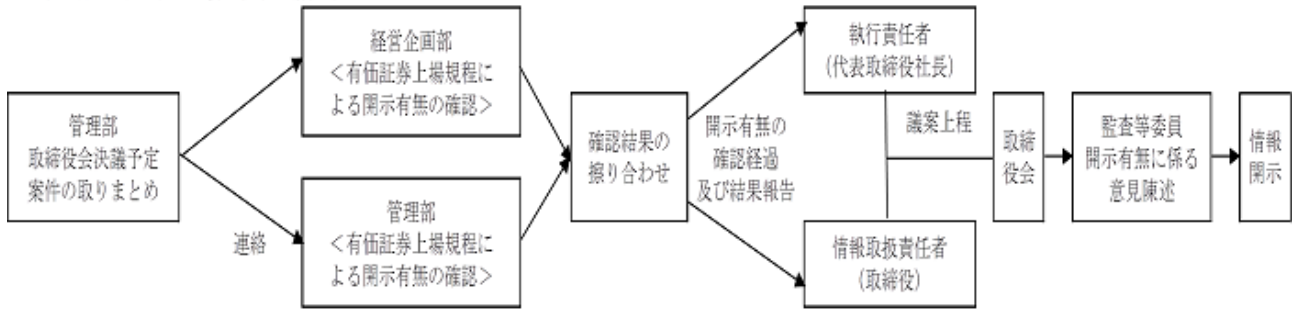 管理部
取締役会決議予定
案件の取りまとめ
連絡
経営企画部
<有価証券上場規程に
よる開示有無の確認>
管理部
<有価証券上場規程に
よる開示有無の確認>
確認結果の
擦り合わせ
開示有無の
確認経過
及び結果報告
執行責任者
(代表取締役社長)
情報取扱責任者
(取締役)
議案上程
取締
役会
監査等委員
開示有無に係る
意見陳述
情報
開示